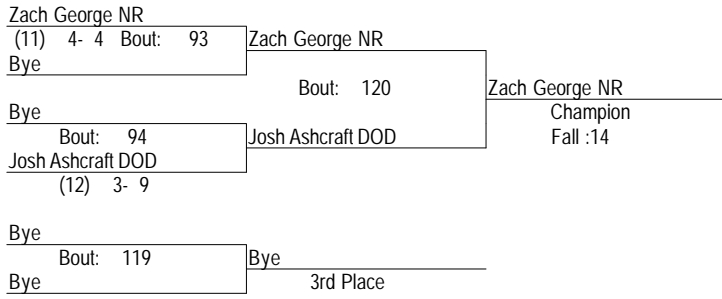 Zach George NR
(11) 4- 4 Bout: 93
Zach George NR
Bye
Bout: 120
Zach George NR
Bye
Champion
Bout: 94
Josh Ashcraft DOD
Fall :14
Josh Ashcraft DOD
(12) 3- 9
Bye
Bout: 119
Bye
Bye
3rd Place